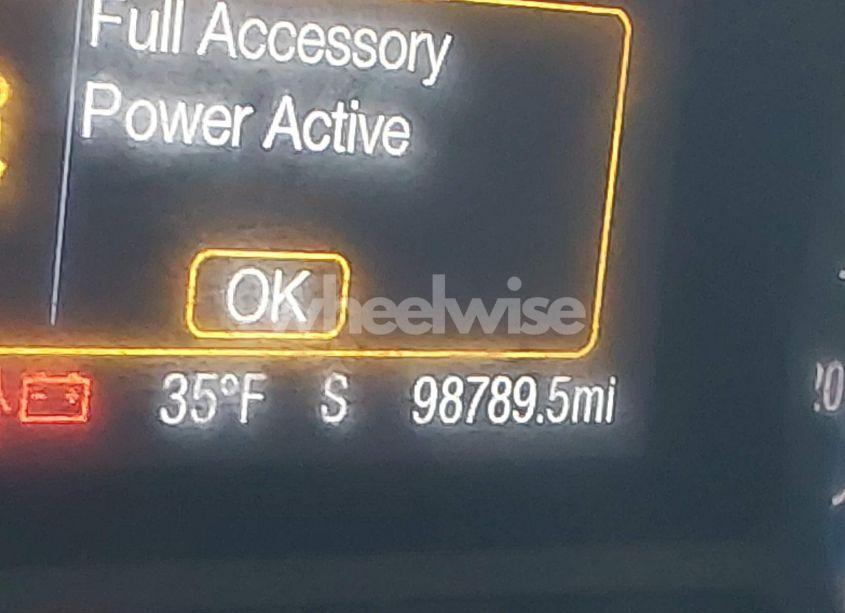 Full Accessory
Power Active
OK
wheelwise
35°F S 98789.5mi